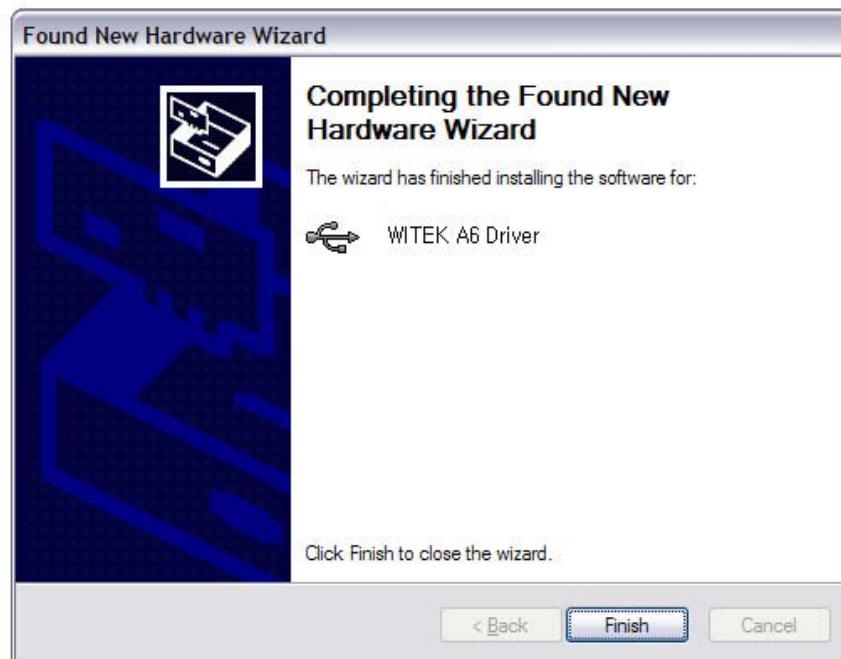 Found New Hardware Wizard
Completing the Found New
Hardware Wizard
The wizard has finished installing the software for:
WITEK A6 Driver
Click Finish to close the wizard.
< Back
Finish
Cancel